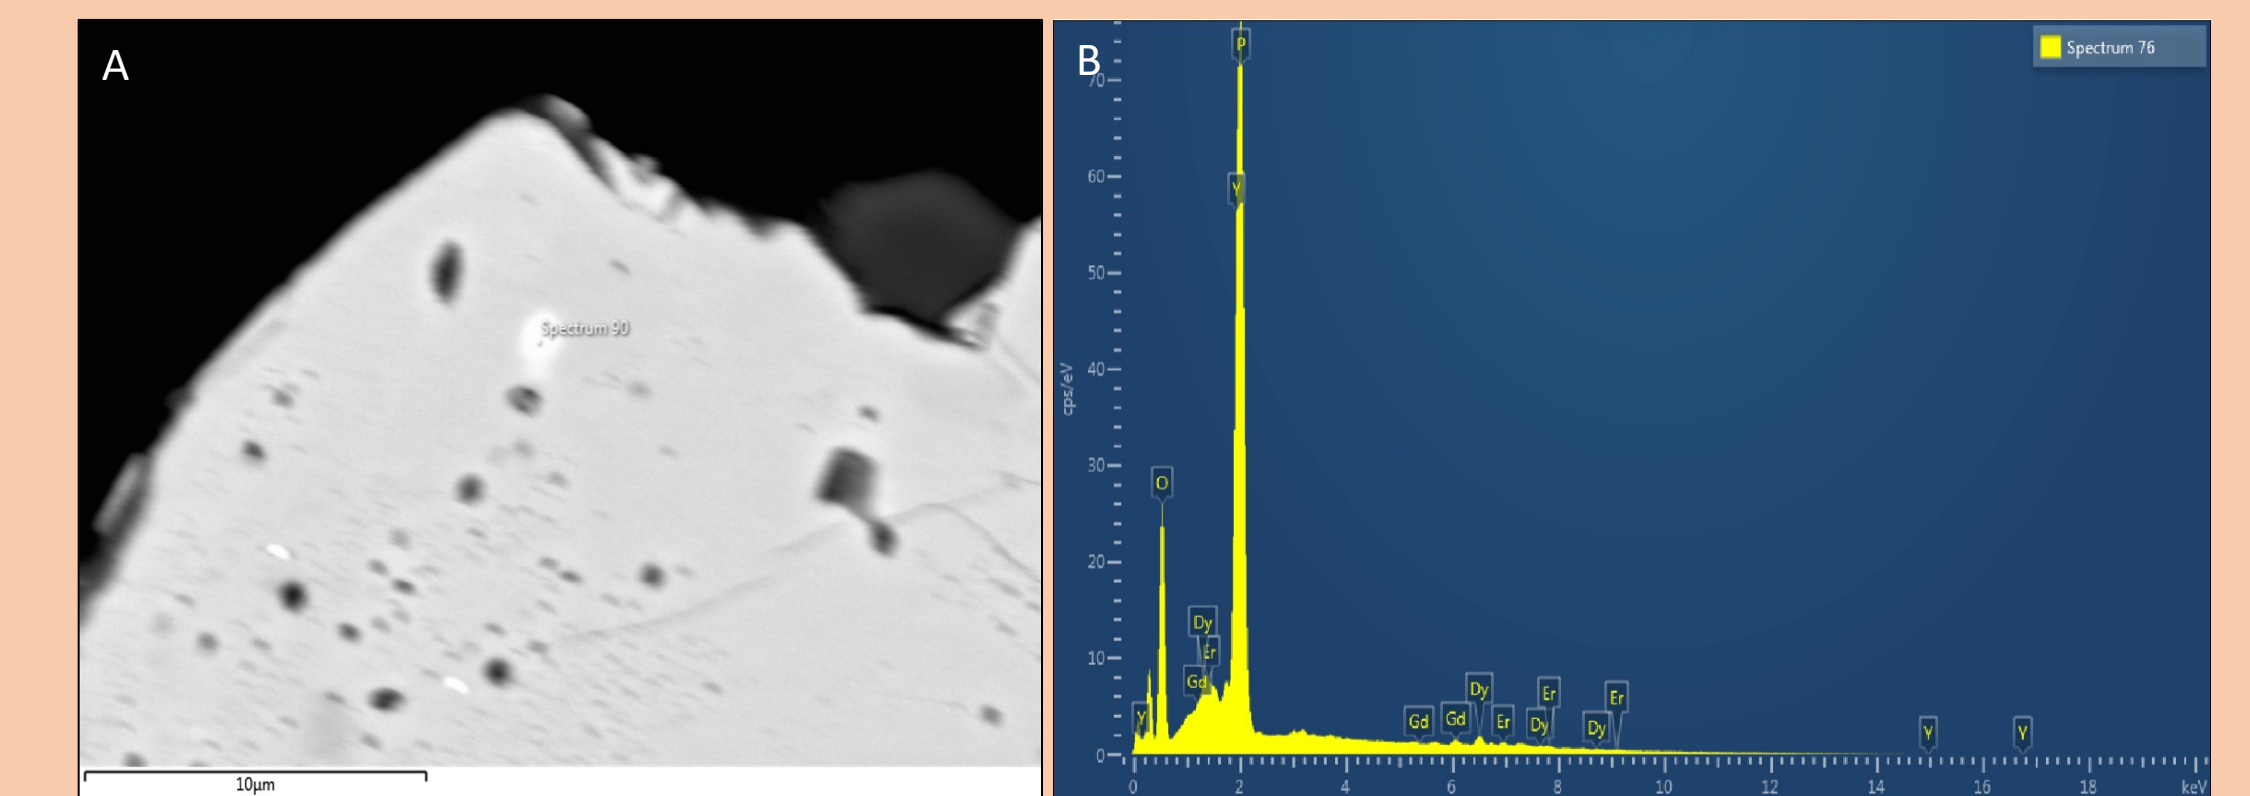 A
Spectrum 90
10μm
B
Spectrum 76
cps/eV
70
60
50
40
30
20
10
0
P
Y
O
Dy
Er
Gd
Y
Gd
Gd
Dy
Er
Dy
Er
Dy
Er
Y
Y
0 2 4 6 8 10 12 14 16 18 keV